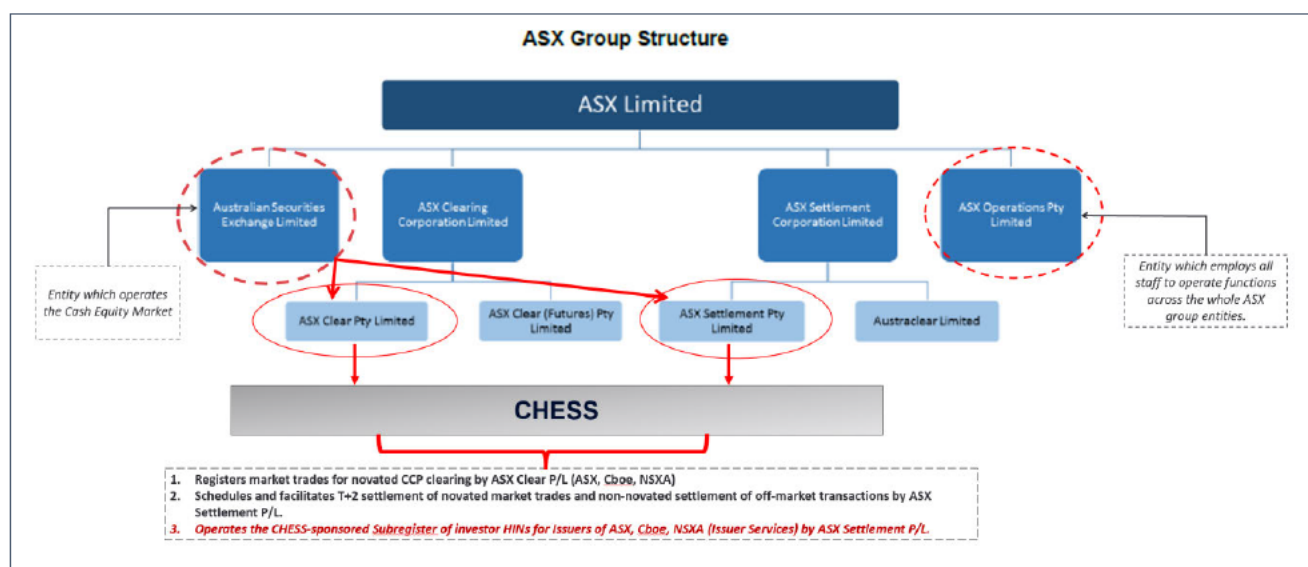 ASX Group Structure
ASX Limited
Australian Securities
Exchange Limited
ASX Clearing
Corporation Limited
ASX Settlement
Corporation Limited
ASX Operations Pty
Limited
Entity which operates
the Cash Equity Market
Entity which employs all
staff to operate functions
across the whole ASX
group entities.
ASX Clear Pty Limited
ASX Clear (Futures) Pty
Limited
ASX Settlement Pty Limited
Austraclear Limited
CHESS
1. Registers market trades for novated CCP clearing by ASX Clear P/L (ASX, Cboe, NSXA)
2. Schedules and facilitates T+2 settlement of novated market trades and non-novated settlement of off-market transactions by ASX
Settlement P/L.
3. Operates the CHESS-sponsored Subregister of investor HINs for Issuers of ASX, Cboe, NSXA (Issuer Services) by ASX Settlement P/L.